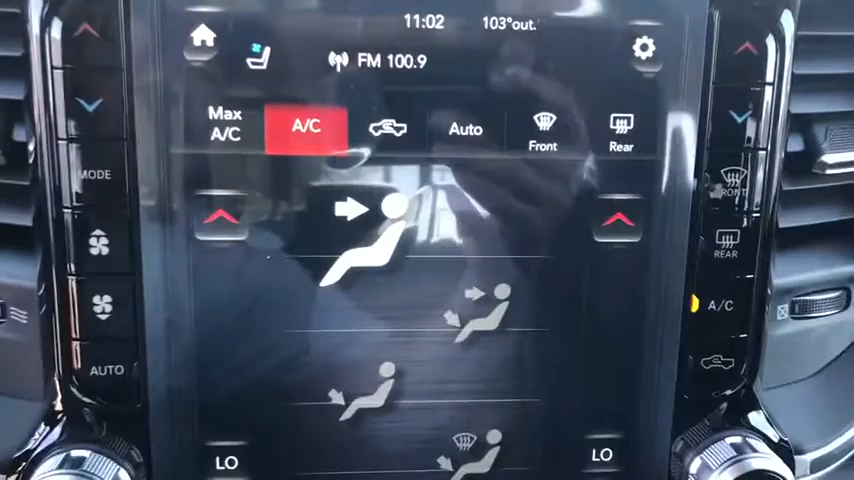 11:02 103°out.
FM 100.9
Max A/C
A/C
Auto
Front
Rear
MODE
FRONT
REAR
A/C
AUTO
LO
LO